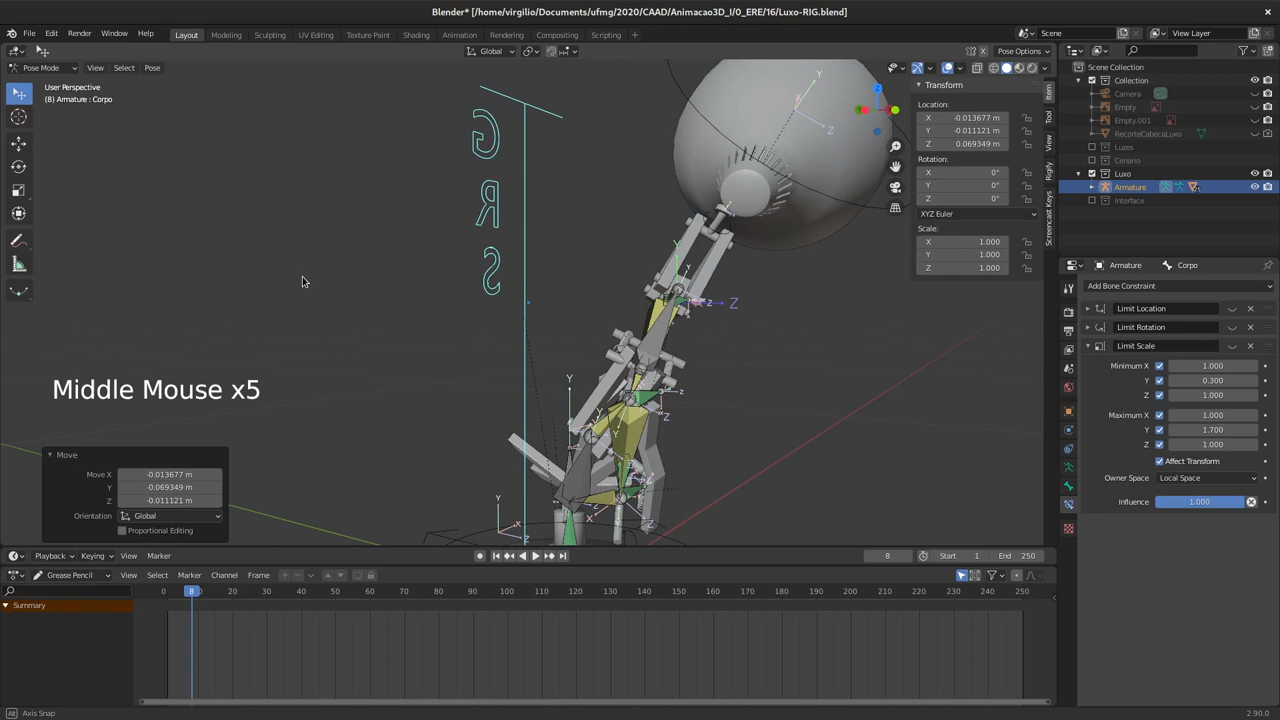 Blender* [/home/virgilio/Documents/ufmg/2020/CAAD/Animacao3D_I/0_ERE/16/Luxo-RIG.blend]
File Edit Render Window Help Layout Modeling Sculpting UV Editing Texture Paint Shading Animation Rendering Compositing Scripting + Scene View Layer
Global Pose Options
Pose Mode View Select Pose
User Perspective
(8) Armature : Corpo
G
R
S
Middle Mouse x5
Move
Move X -0.013677 m
Y -0.069349 m
Z -0.011121 m
Orientation Global
Proportional Editing
Transform
Location:
X -0.013677 m
Y -0.011121 m
Z 0.069349 m
Rotation:
X 0°
Y 0°
Z 0°
XYZ Euler
Scale:
X 1.000
Y 1.000
Z 1.000
Item
Tool
View
Rigify
Screencast Keys
Scene Collection
Collection
Camera
Empty
Empty.001
RecorteCabecaLuxo
Luzes
Cenario
Luxo
Armature
Interface
Armature Corpo
Add Bone Constraint
Limit Location
Limit Rotation
Limit Scale
Minimum X 1.000
Y 0.300
Z 1.000
Maximum X 1.000
Y 1.700
Z 1.000
Affect Transform
Owner Space Local Space
Influence 1.000
Playback Keying View Marker 8 Start 1 End 250
Grease Pencil View Select Marker Channel Frame
0 8 20 30 40 50 60 70 80 90 100 110 120 130 140 150 160 170 180 190 200 210 220 230 240 250
Summary
Alt Axis Snap 2.90.0